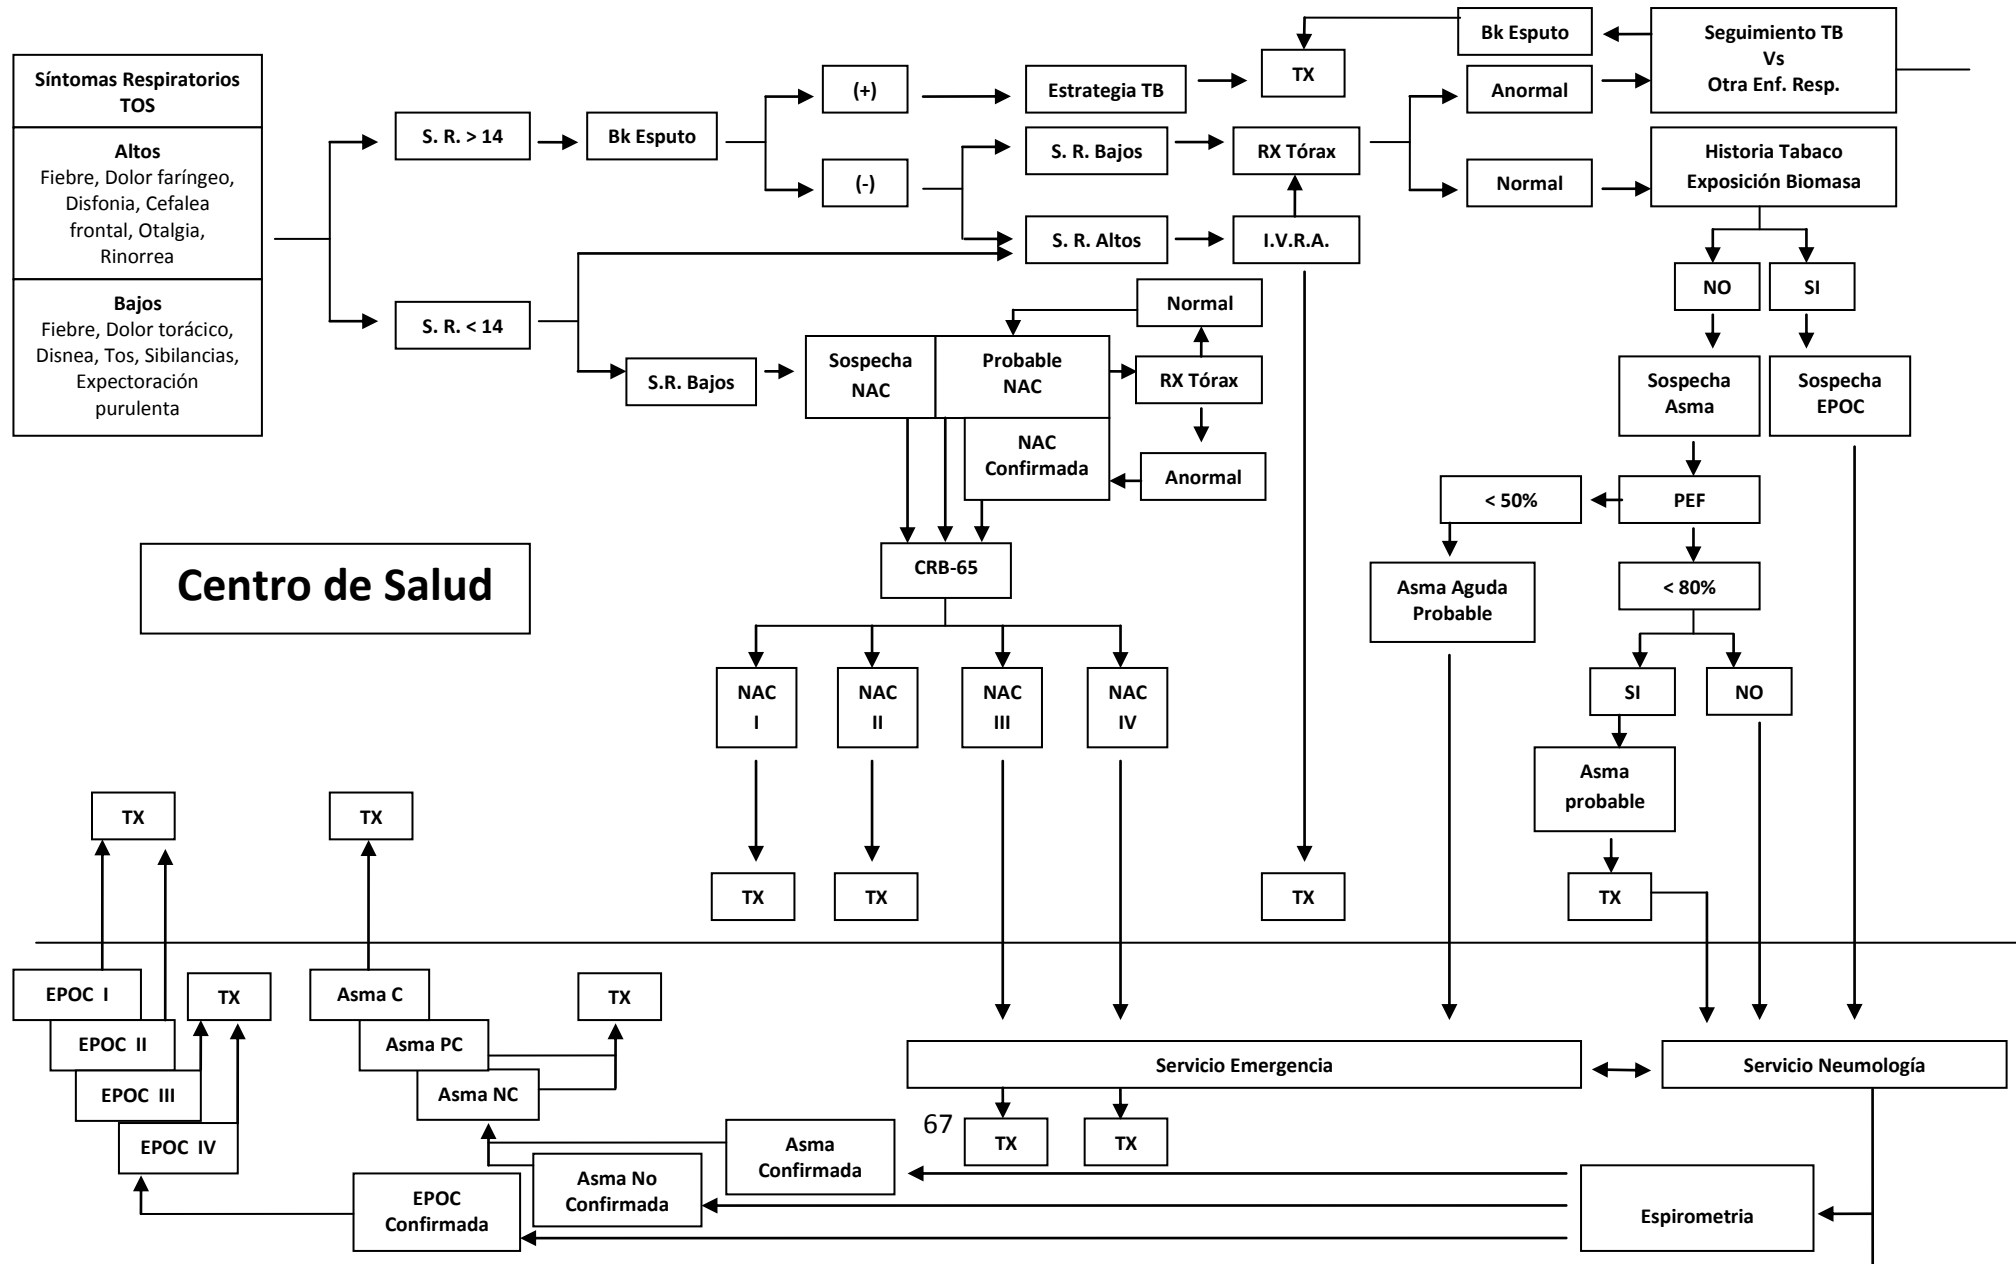 Síntomas Respiratorios
TOS
Altos
Fiebre, Dolor faríngeo,
Disfonia, Cefalea
frontal, Otalgia,
Rinorrea
Bajos
Fiebre, Dolor torácico,
Disnea, Tos, Sibilancias,
Expectoración
purulenta
S. R. > 14
S. R. < 14
Bk Esputo
(+)
(-)
Estrategia TB
S. R. Bajos
S. R. Altos
TX
RX Tórax
I.V.R.A.
Bk Esputo
Anormal
Normal
Seguimiento TB
Vs
Otra Enf. Resp.
Historia Tabaco
Exposición Biomasa
NO
SI
Sospecha
Asma
Sospecha
EPOC
S.R. Bajos
Sospecha
NAC
Probable
NAC
NAC
Confirmada
Normal
RX Tórax
Anormal
< 50%
PEF
Asma Aguda
Probable
< 80%
SI
NO
Asma
probable
TX
Centro de Salud
CRB-65
NAC
I
NAC
II
NAC
III
NAC
IV
TX
TX
TX
TX
TX
EPOC I
EPOC II
EPOC III
EPOC IV
TX
Asma C
Asma PC
Asma NC
TX
Servicio Emergencia
Servicio Neumología
67
TX
TX
Asma
Confirmada
Asma No
Confirmada
EPOC
Confirmada
Espirometria